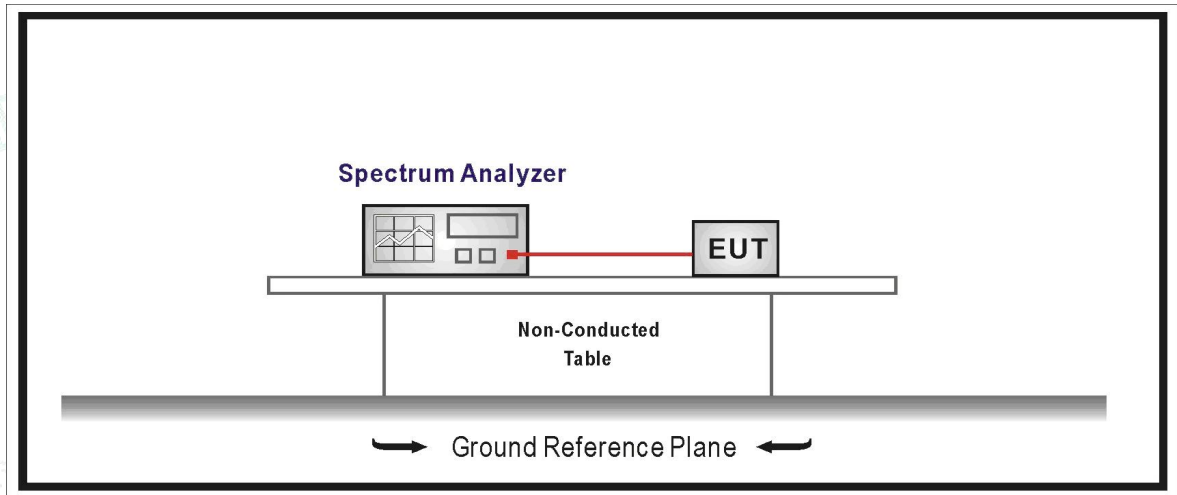 Spectrum Analyzer
EUT
Non-Conducted
Table
Ground Reference Plane